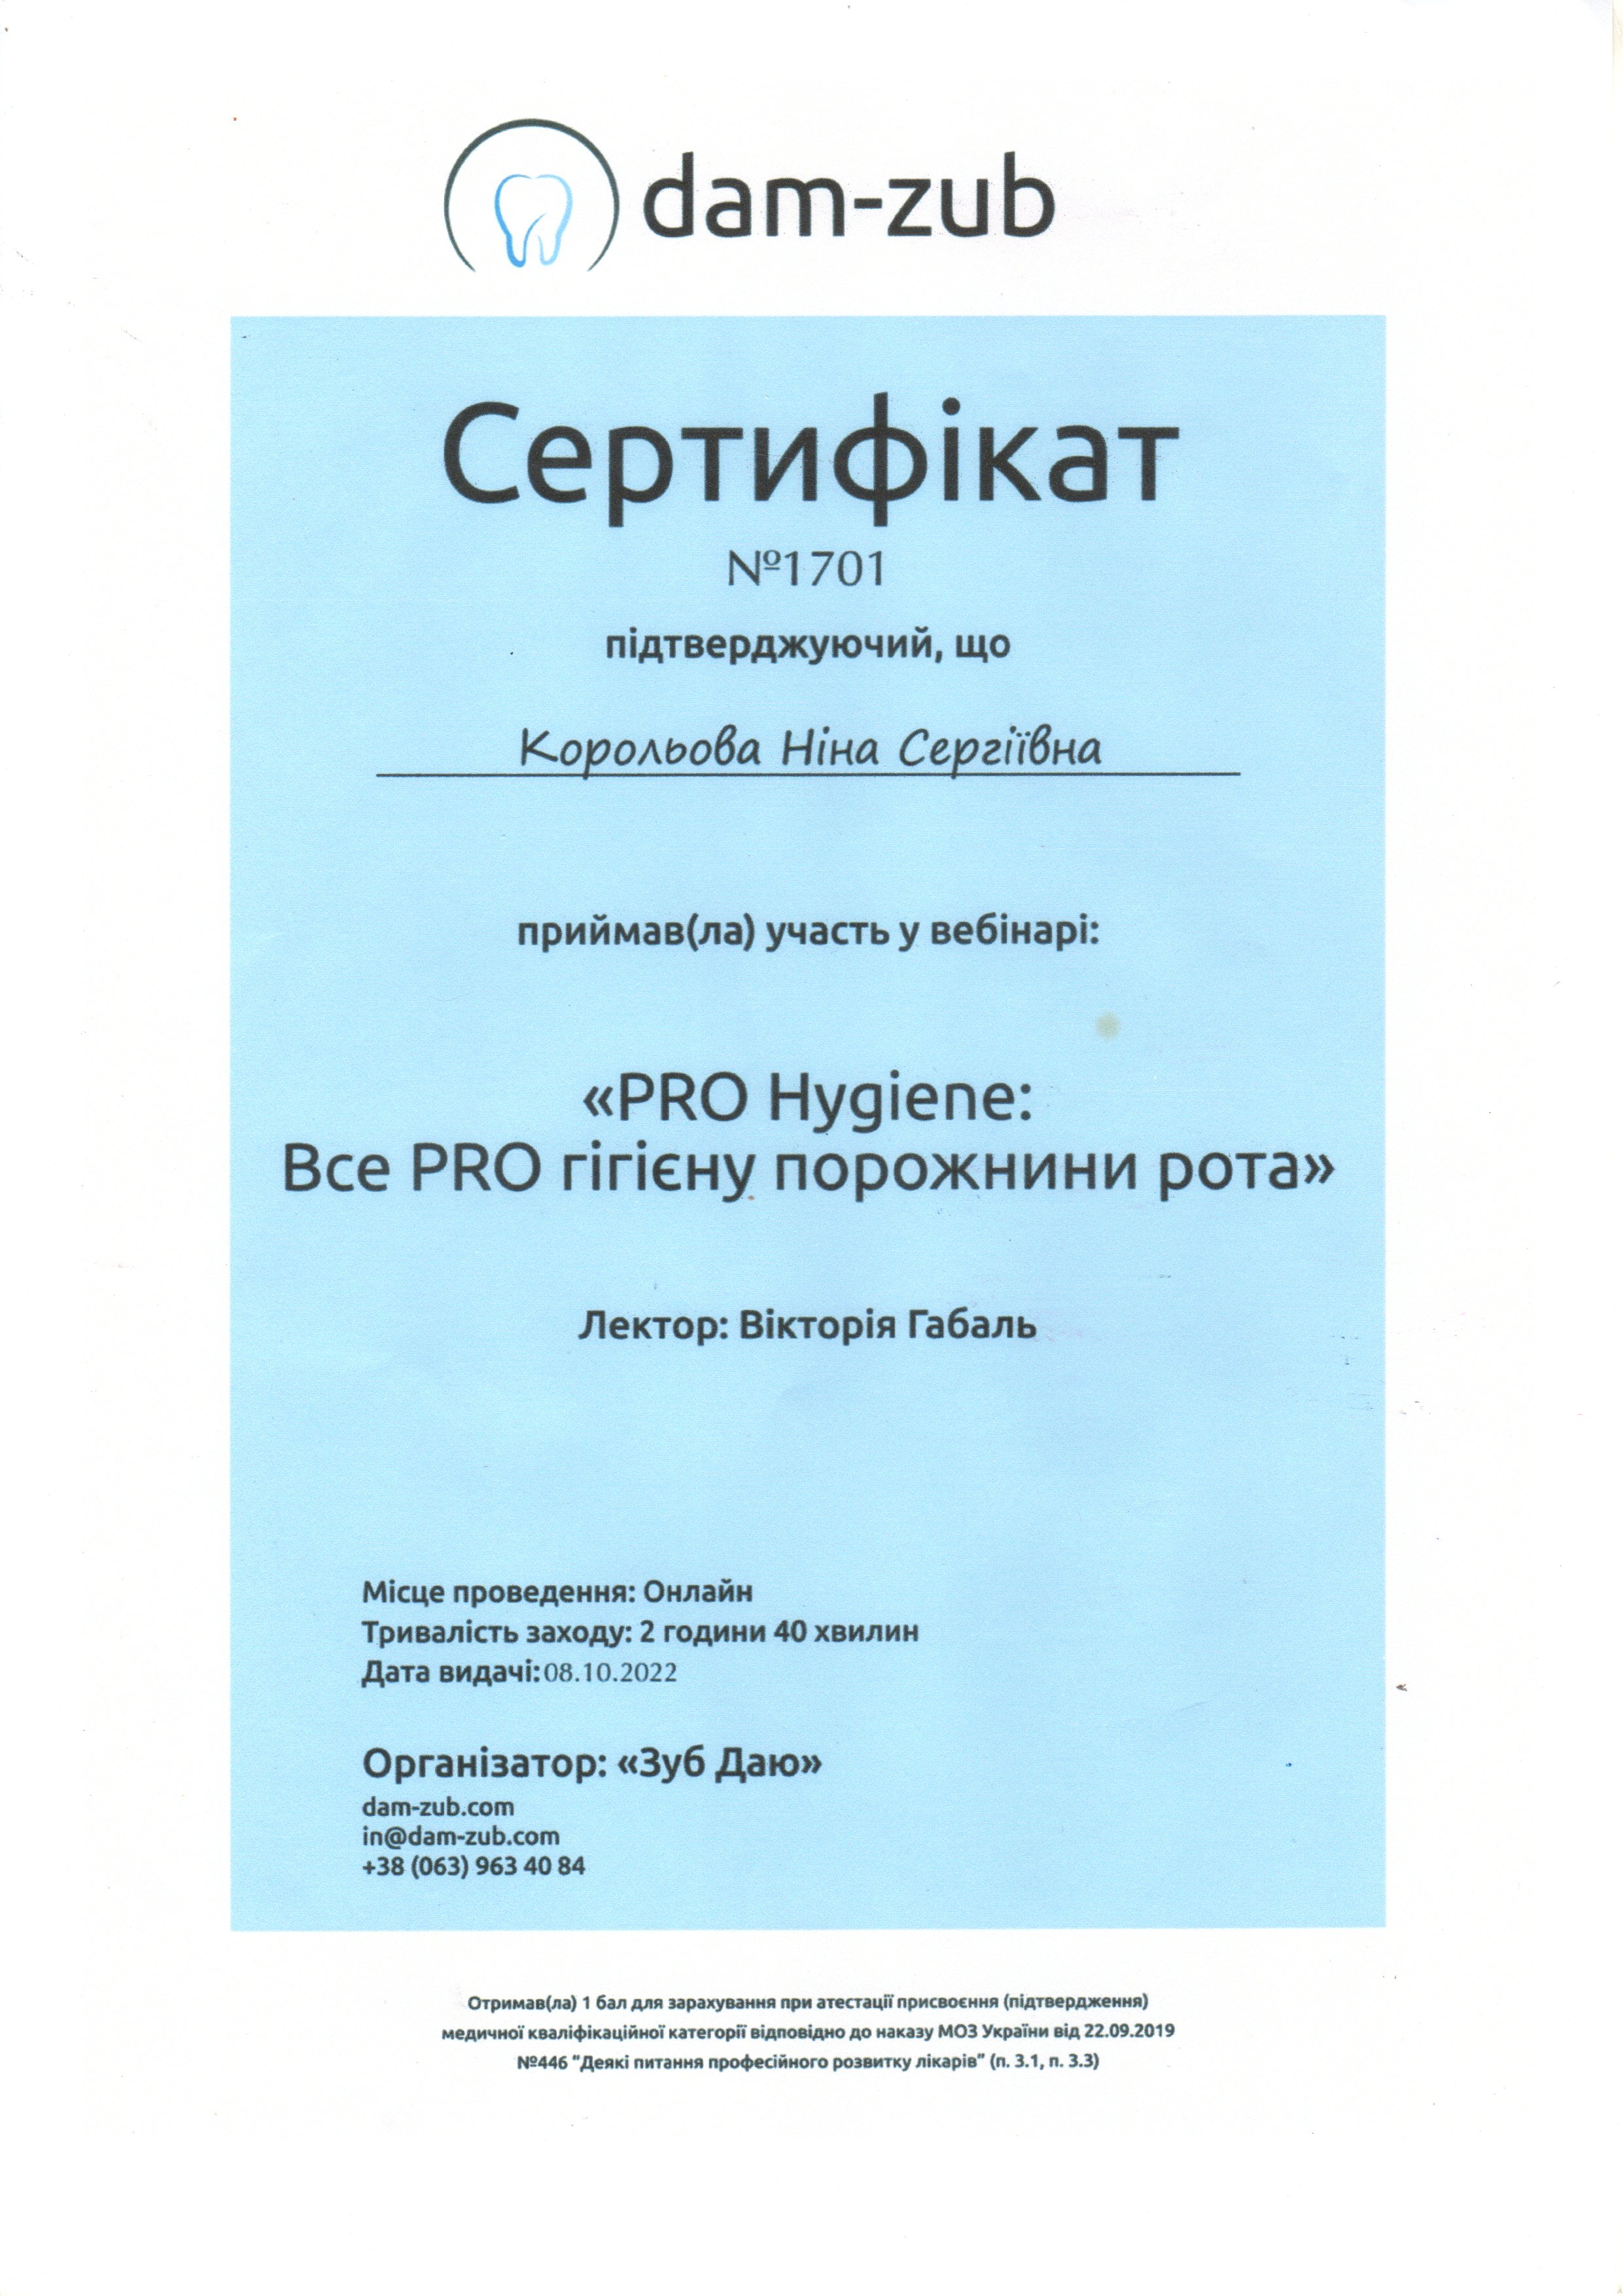 dam-zub
Сертифікат
№1701
підтверджуючий, що
Корольова Ніна Сергіївна
приймав(ла) участь у вебінарі:
«PRO Hygiene:
Все PRO гігієну порожнини рота»
Лектор: Вікторія Габаль
Місце проведення: Онлайн
Тривалість заходу: 2 години 40 хвилин
Дата видачі: 08.10.2022
Організатор: «Зуб Даю»
dam-zub.com
in@dam-zub.com
+38 (063) 963 40 84
Отримав(ла) 1 бал для зарахування при атестації присвоєння (підтвердження)
медичної кваліфікаційної категорії відповідно до наказу МОЗ України від 22.09.2019
№446 "Деякі питання професійного розвитку лікарів" (п. 3.1, п. 3.3)